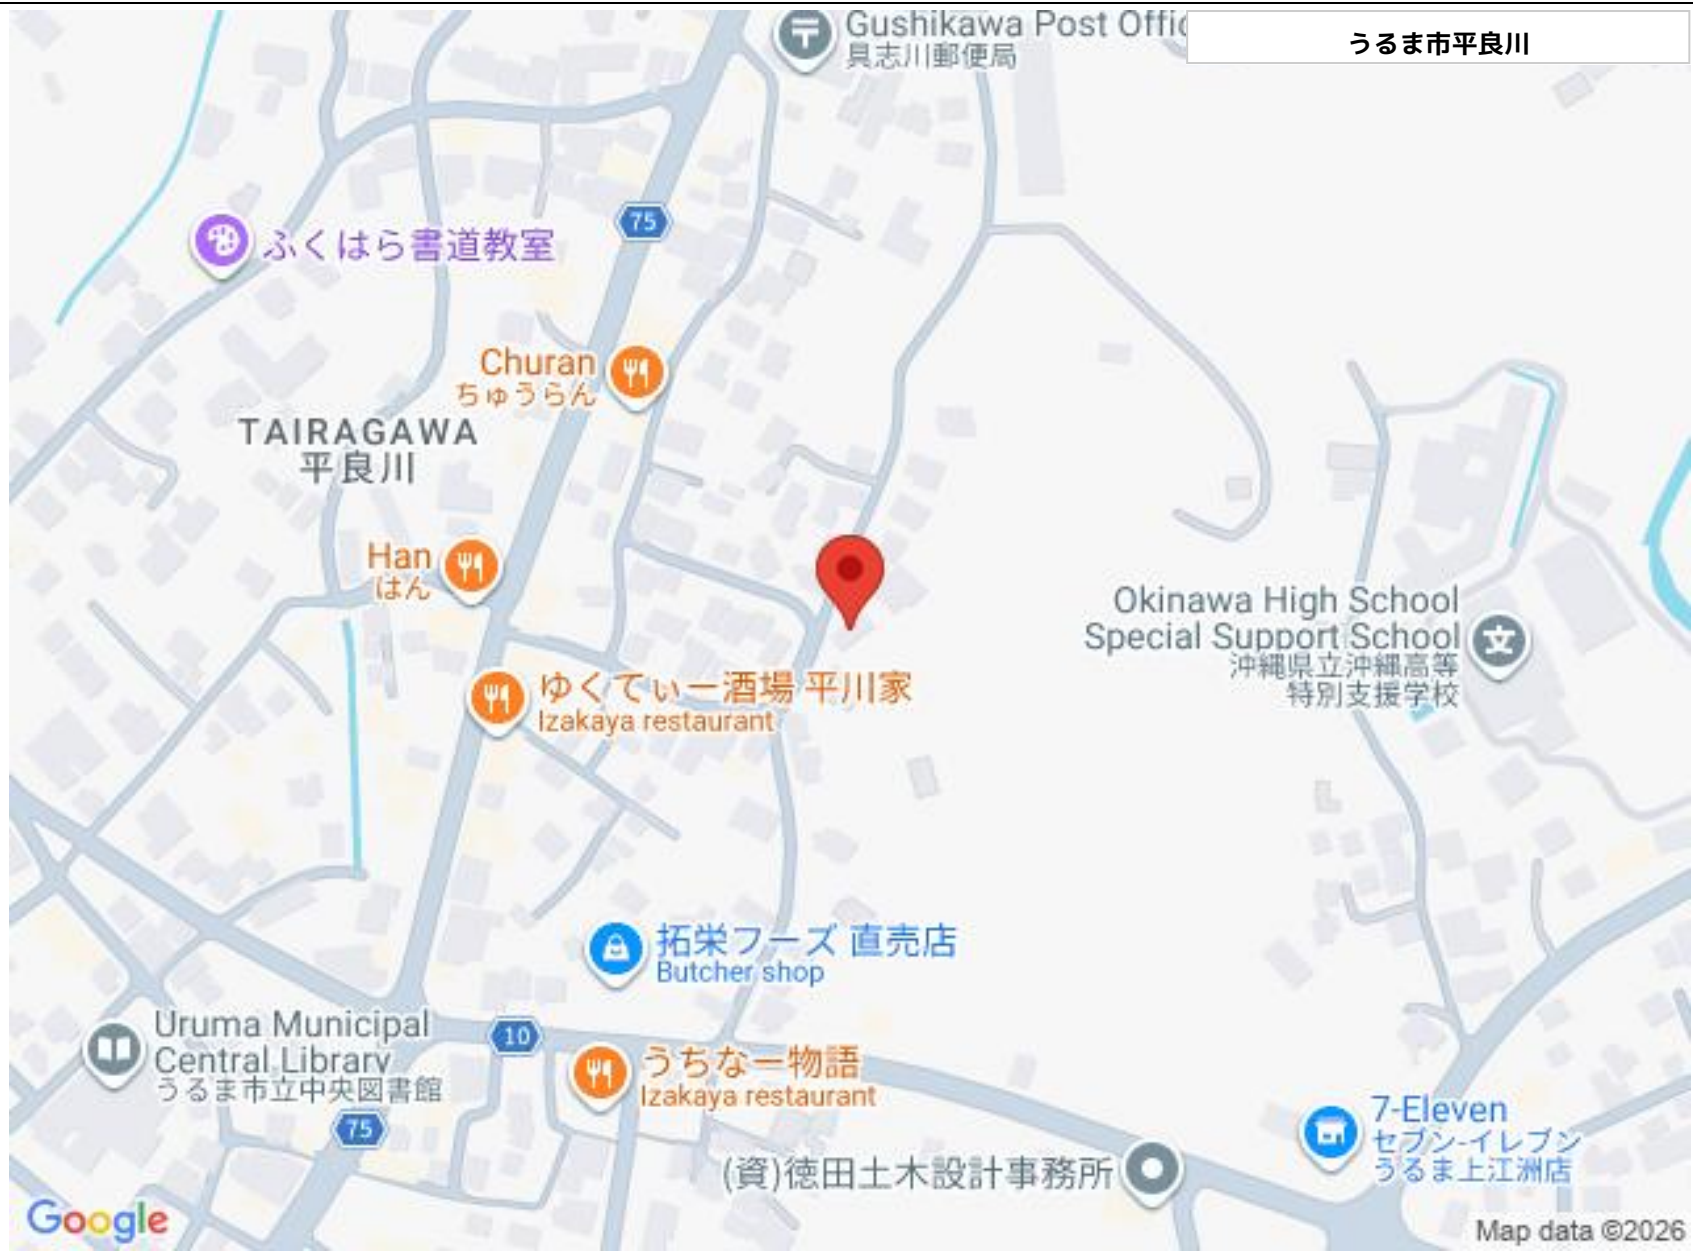 Gushikawa Post Offic
具志川郵便局
うるま市平良川
75
ふくはら書道教室
Churan
ちゅうらん
TAIRAGAWA
平良川
Han
はん
Okinawa High School
Special Support School
沖縄県立沖縄高等
特別支援学校
ゆくてぃー酒場 平川家
Izakaya restaurant
拓栄フーズ 直売店
Butcher shop
Uruma Municipal
Central Library
うるま市立中央図書館
10
うちなー物語
Izakaya restaurant
75
7-Eleven
セブン-イレブン
うるま上江洲店
(資)徳田土木設計事務所
Google
Map data ©2026